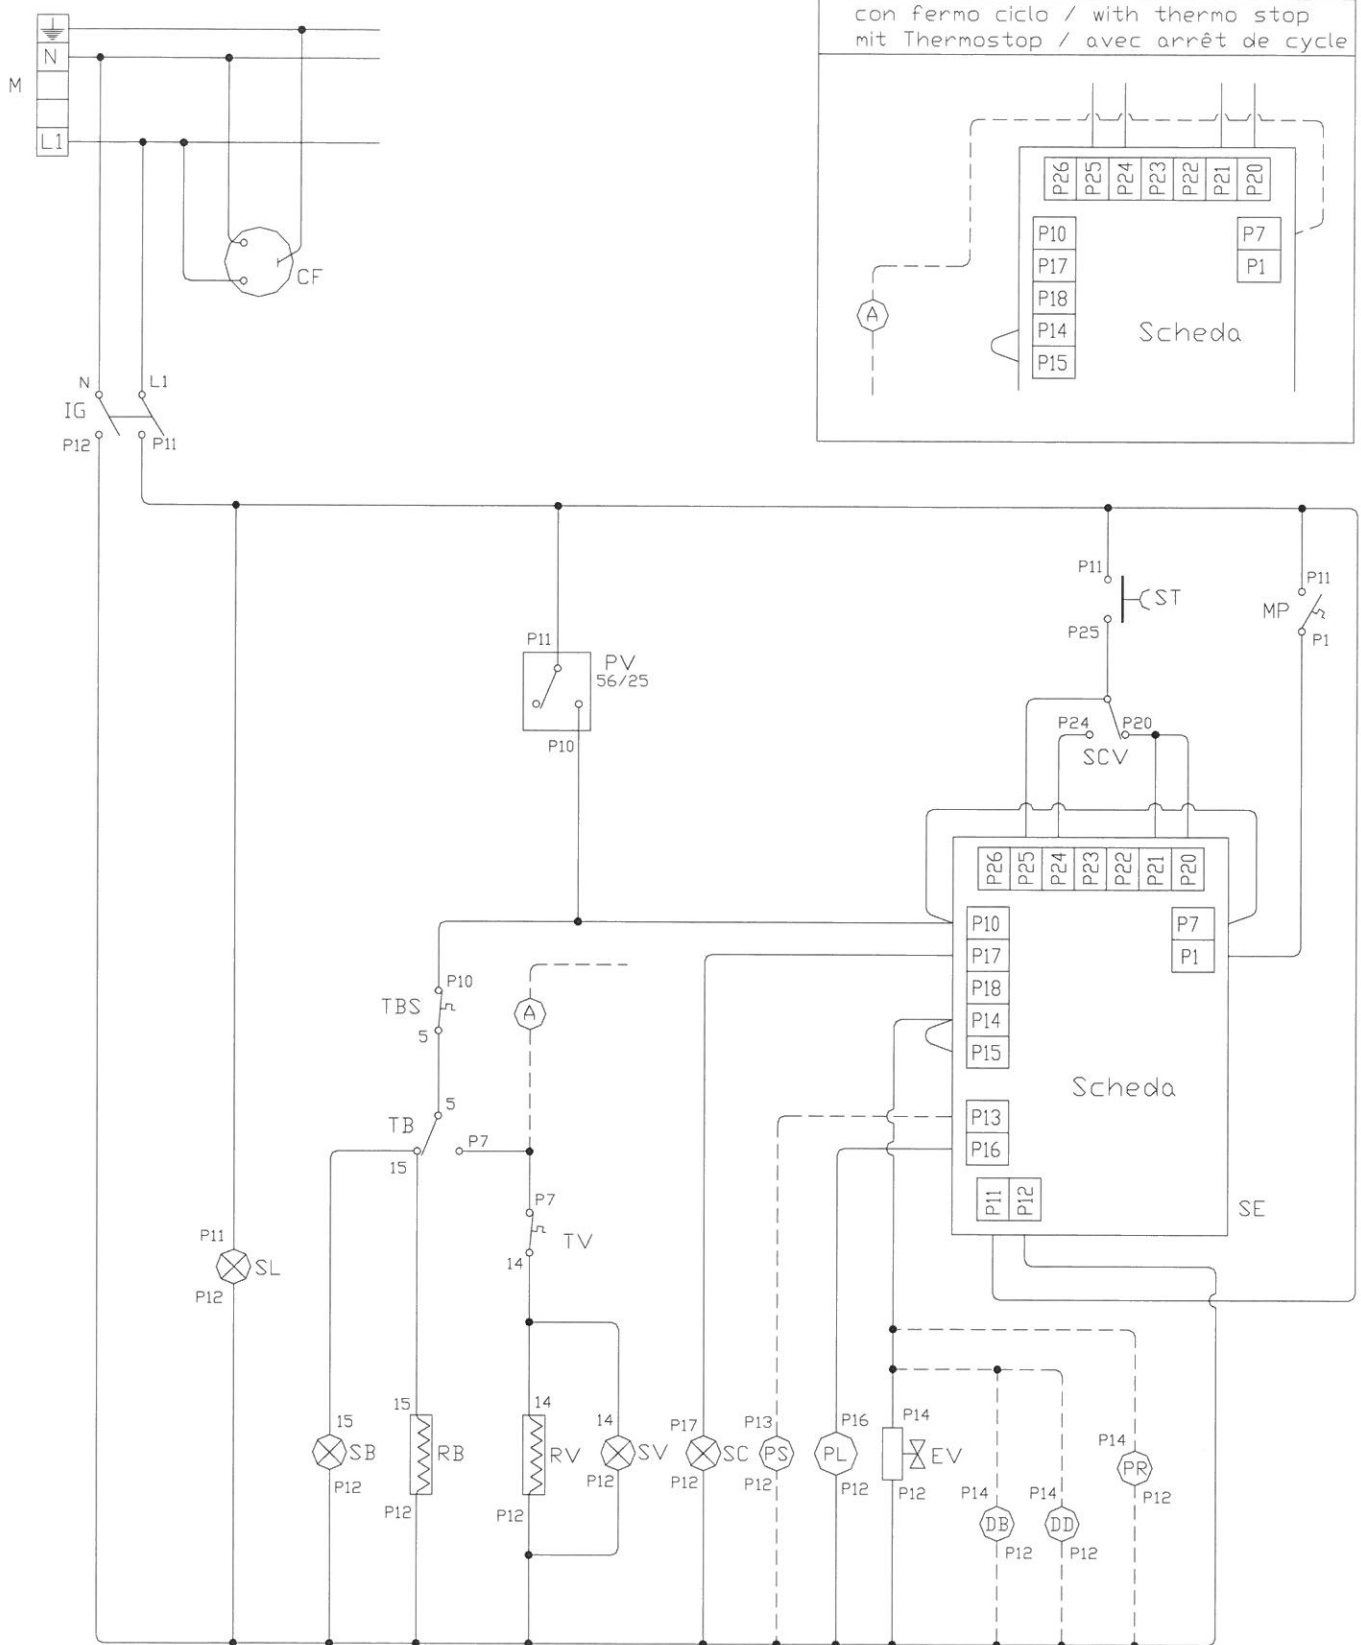 con fermo ciclo / with thermo stop
mit Thermostop / avec arrêt de cycle
N
M
L1
CF
P26 P25 P24 P23 P22 P21 P20
P10 P7
P17 P1
P18
A
P14 Scheda
P15
N L1
IG
P12 P11
P11 P11
ST MP
P25 P1
P11
PV
56/25
P10
P24 P20
SCV
P26 P25 P24 P23 P22 P21 P20
P10 P7
P17 P1
P18
P14
P15
Scheda
P13
P16
P11 P12
SE
P10
TBS
5
A
5
TB
P7
15
P7
TV
14
P11
SL
P12
15
SB
P12
15
RB
P12
14
RV
P12
14
SV
P12
P17
SC
P12
P13
PS
P12
P16
PL
P12
P14
EV
P12
P14
DB
P12
P14
DD
P12
P14
PR
P12